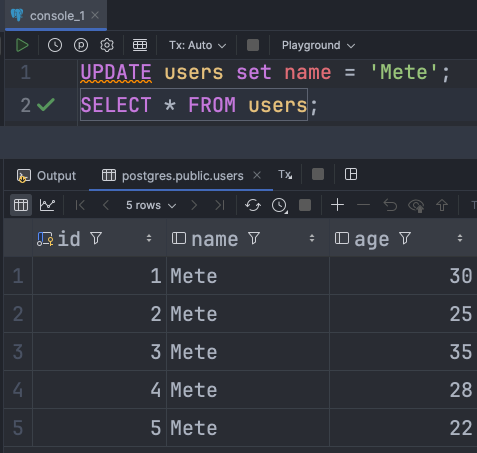 console_1
Tx: Auto Playground
1 UPDATE users set name = 'Mete';
2 SELECT * FROM users;
Output postgres.public.users Tx
5 rows
id name age
1 1 Mete 30
2 2 Mete 25
3 3 Mete 35
4 4 Mete 28
5 5 Mete 22